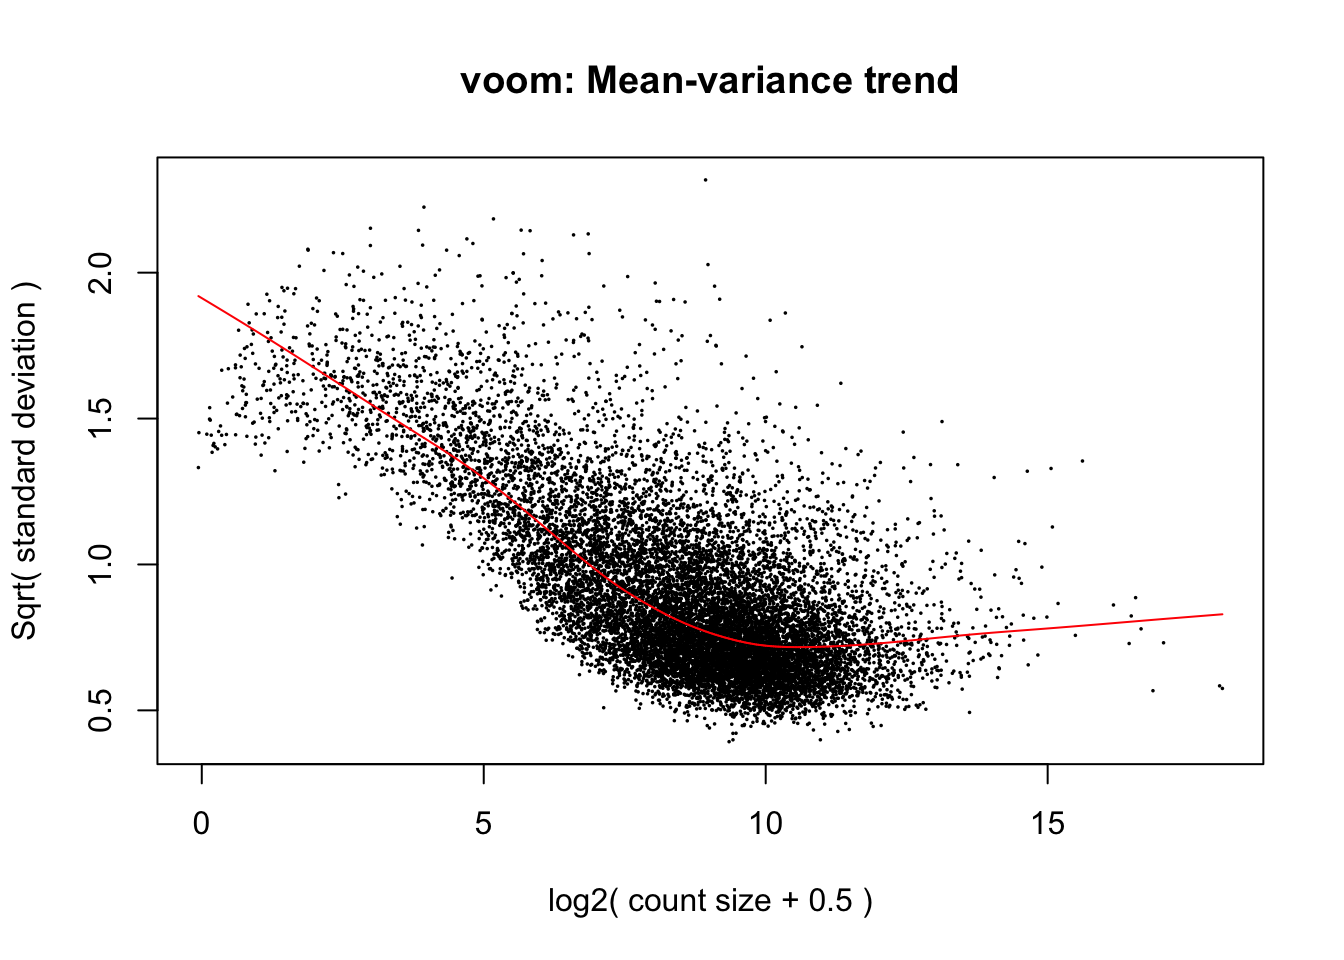 voom: Mean-variance trend
Sqrt( standard deviation )
2.0
1.5
1.0
0.5
0 5 10 15
log2( count size + 0.5 )